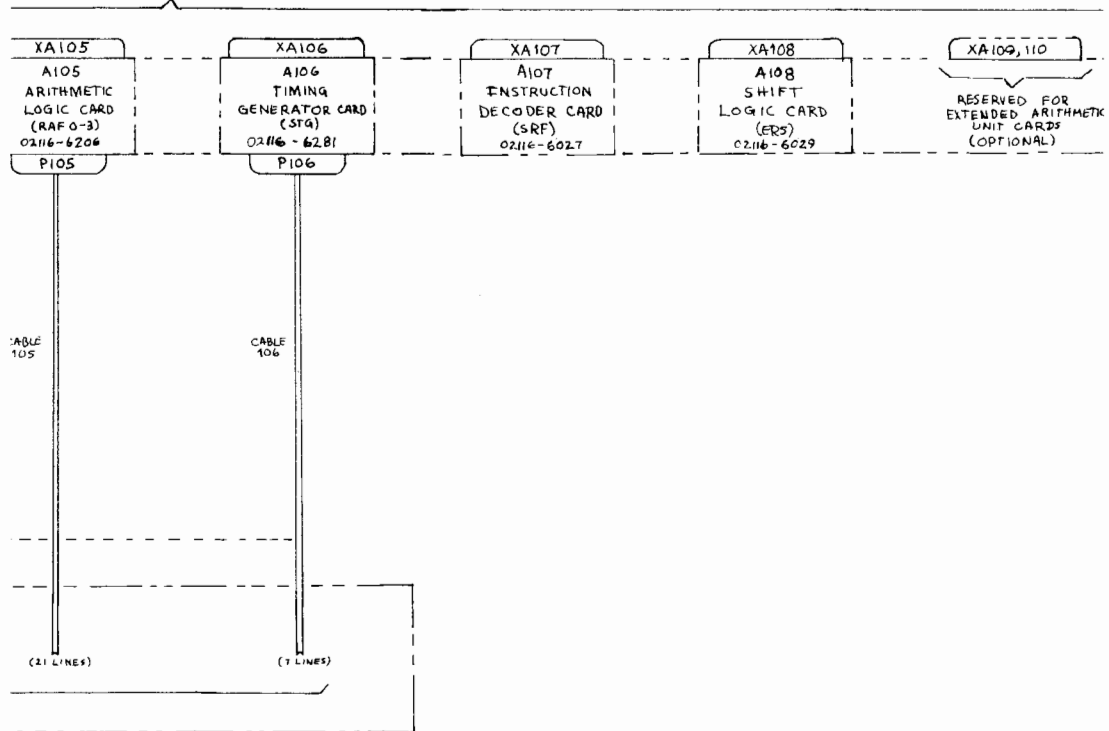 XA105
A105
ARITHMETIC
LOGIC CARD
(RAF 0-3)
02116-6206
P105
XA106
A106
TIMING
GENERATOR CARD
(STG)
02116-6281
P106
XA107
A107
INSTRUCTION
DECODER CARD
(SRF)
02116-6027
XA108
A108
SHIFT
LOGIC CARD
(ERS)
02116-6029
XA109, 110
RESERVED FOR
EXTENDED ARITHMETIC
UNIT CARDS
(OPTIONAL)
CABLE
105
CABLE
106
(21 LINES)
(7 LINES)